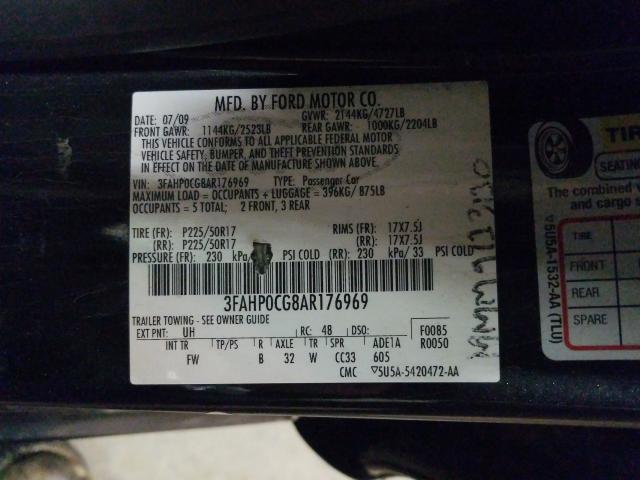 MFD. BY FORD MOTOR CO.
DATE: 07/09 GVWR: 2144KG/4727LB
FRONT GAWR: 1144KG/2523LB REAR GAWR: 1000KG/2204LB
THIS VEHICLE CONFORMS TO ALL APPLICABLE FEDERAL MOTOR
VEHICLE SAFETY, BUMPER, AND THEFT PREVENTION STANDARDS
IN EFFECT ON THE DATE OF MANUFACTURE SHOWN ABOVE.
VIN: 3FAHP0CG8AR176969 TYPE: Passenger Car
MAXIMUM LOAD = OCCUPANTS + LUGGAGE = 396KG/ 875LB
OCCUPANTS = 5 TOTAL; 2 FRONT, 3 REAR
TIRE (FR): P225/50R17 RIMS (FR): 17X7.5J
(RR): P225/50R17 (RR): 17X7.5J
PRESSURE (FR): 230 kPa/ PSI COLD (RR): 230 kPa/ 33 PSI COLD
3FAHP0CG8AR176969
TRAILER TOWING - SEE OWNER GUIDE
EXT PNT: UH RC: 48 DSO: F0085
R0050
INT TR TP/PS R AXLE TR SPR ADE1A
FW B 32 W CC33 605
CMC ▽5U5A-5420472-AA
TIR
SEATING
The combined
and cargo s
TIRE
FRONT
REAR
SPARE
▽5U5A-1532-AA (TLU)